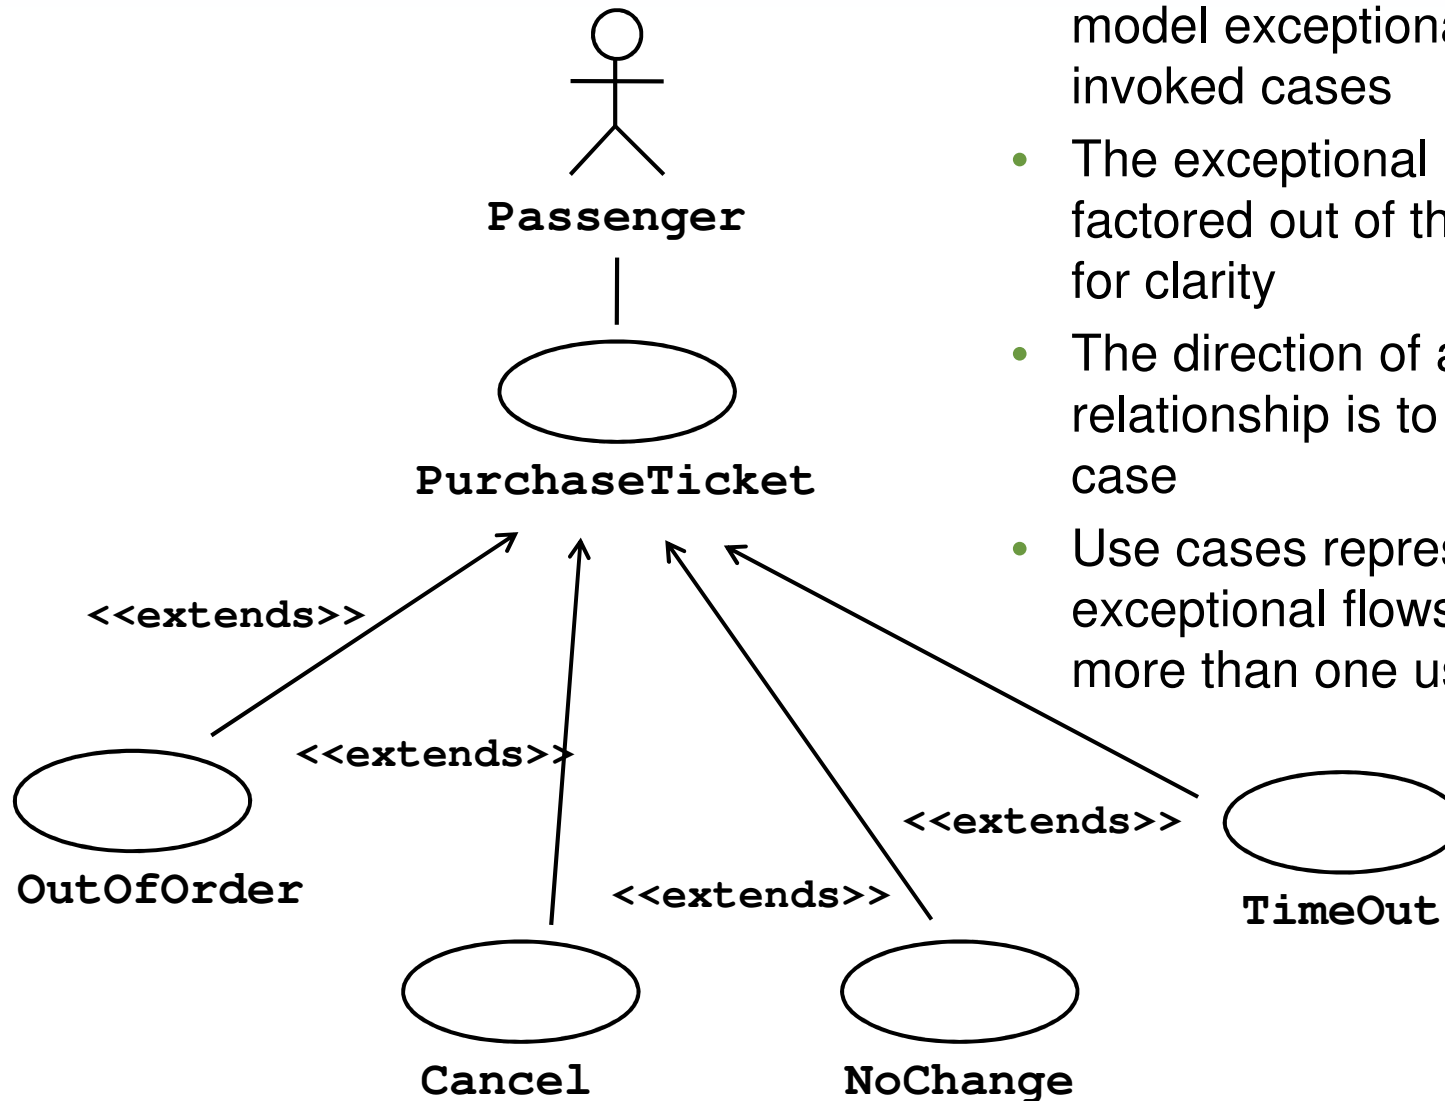 model exceptiona
invoked cases
• The exceptional
factored out of th
for clarity
• The direction of a
relationship is to
case
• Use cases repres
exceptional flows
more than one us
Passenger
PurchaseTicket
<<extends>>
<<extends>>
<<extends>>
<<extends>>
OutOfOrder
TimeOut
Cancel
NoChange